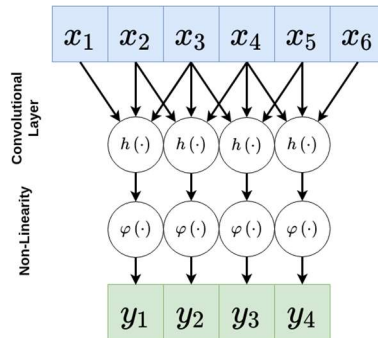 x₁ x₂ x₃ x₄ x₅ x₆
Convolutional
Layer
h (·) h (·) h (·) h (·)
Non-Linearity
φ (·) φ (·) φ (·) φ (·)
y₁ y₂ y₃ y₄